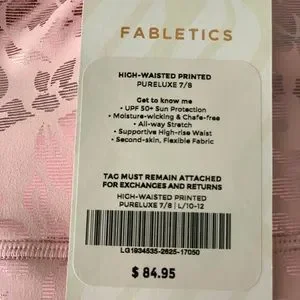 FABLETICS
HIGH-WAISTED PRINTED
PURELUXE 7/8
Get to know me
• UPF 50+ Sun Protection
• Moisture-wicking & Chafe-free
• All-way Stretch
• Supportive High-rise Waist
• Second-skin, Flexible Fabric
TAG MUST REMAIN ATTACHED
FOR EXCHANGES AND RETURNS
HIGH-WAISTED PRINTED
PURELUXE 7/8 | L/10-12
LG1934535-2625-17050
$ 84.95